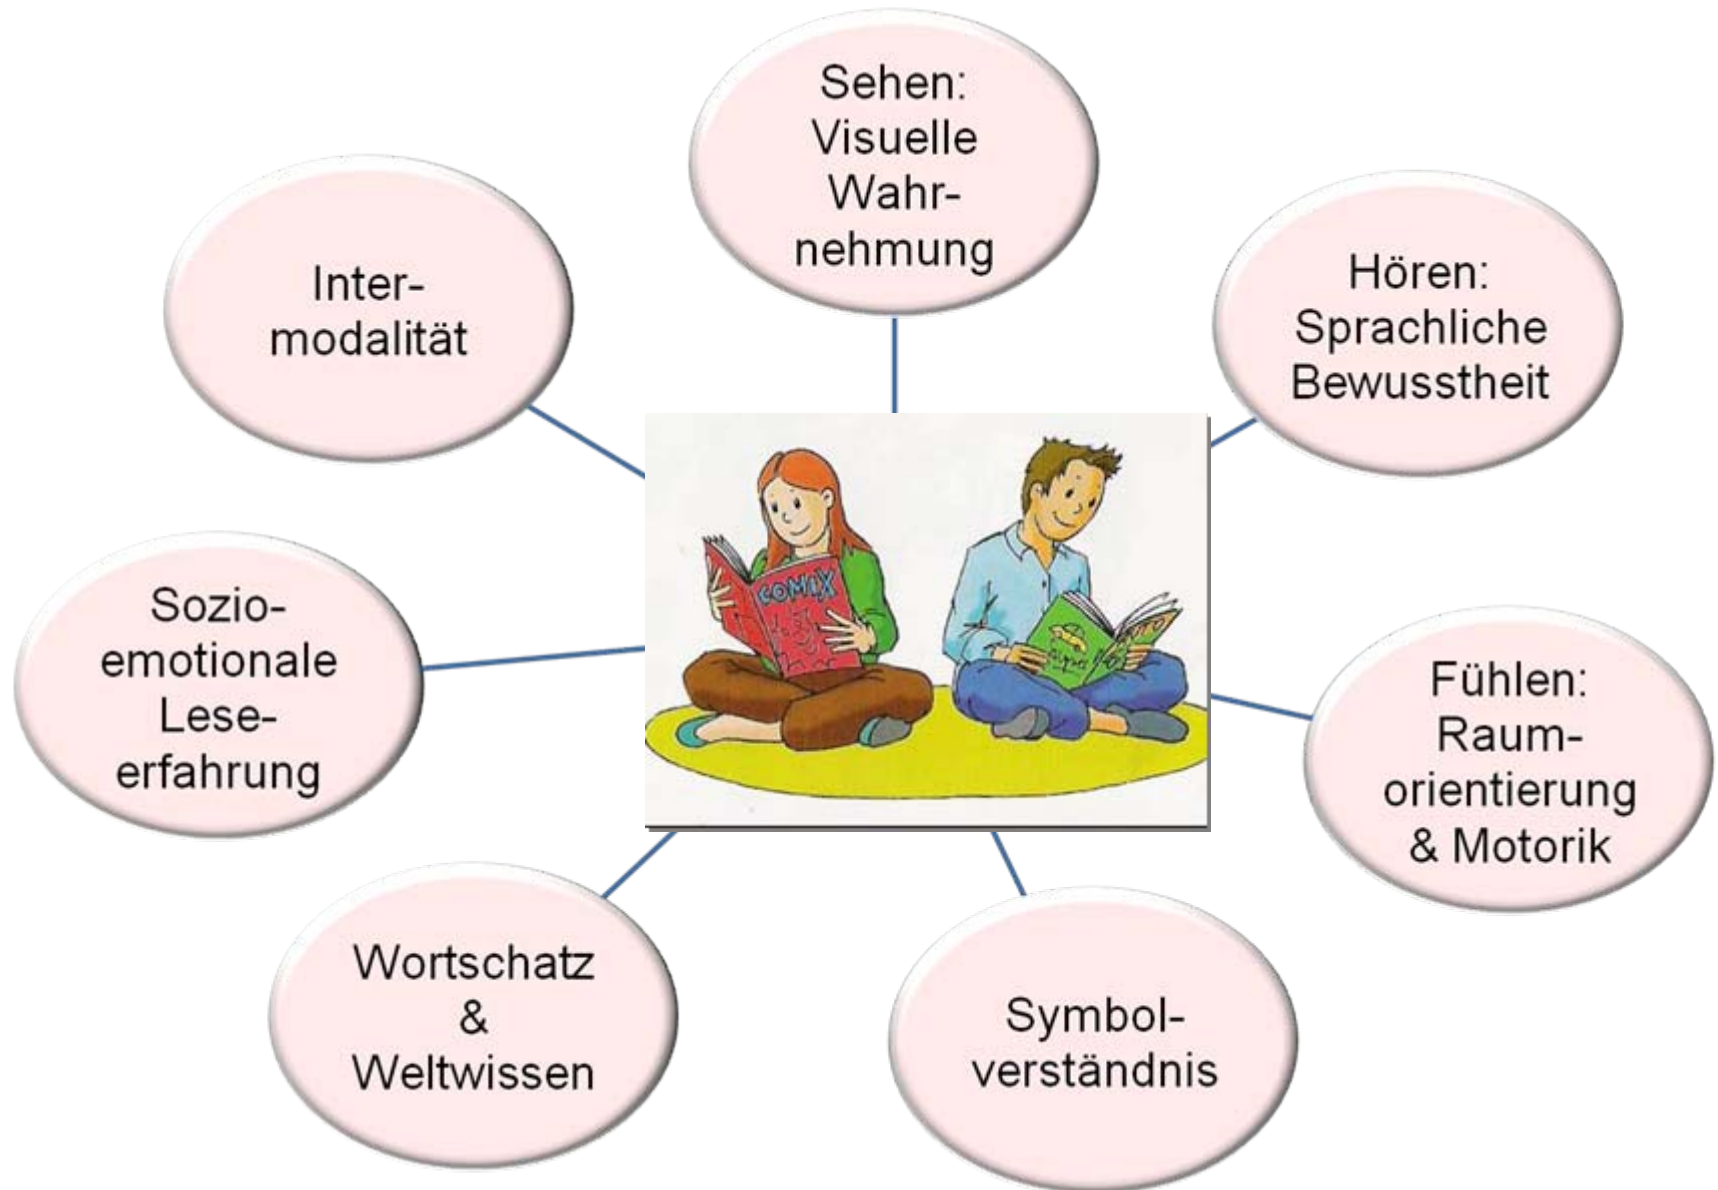 Sehen:
Visuelle
Wahr-
nehmung
Hören:
Sprachliche
Bewusstheit
Fühlen:
Raum-
orientierung
& Motorik
Symbol-
verständnis
Wortschatz
&
Weltwissen
Sozio-
emotionale
Lese-
erfahrung
Inter-
modalität
COMIX